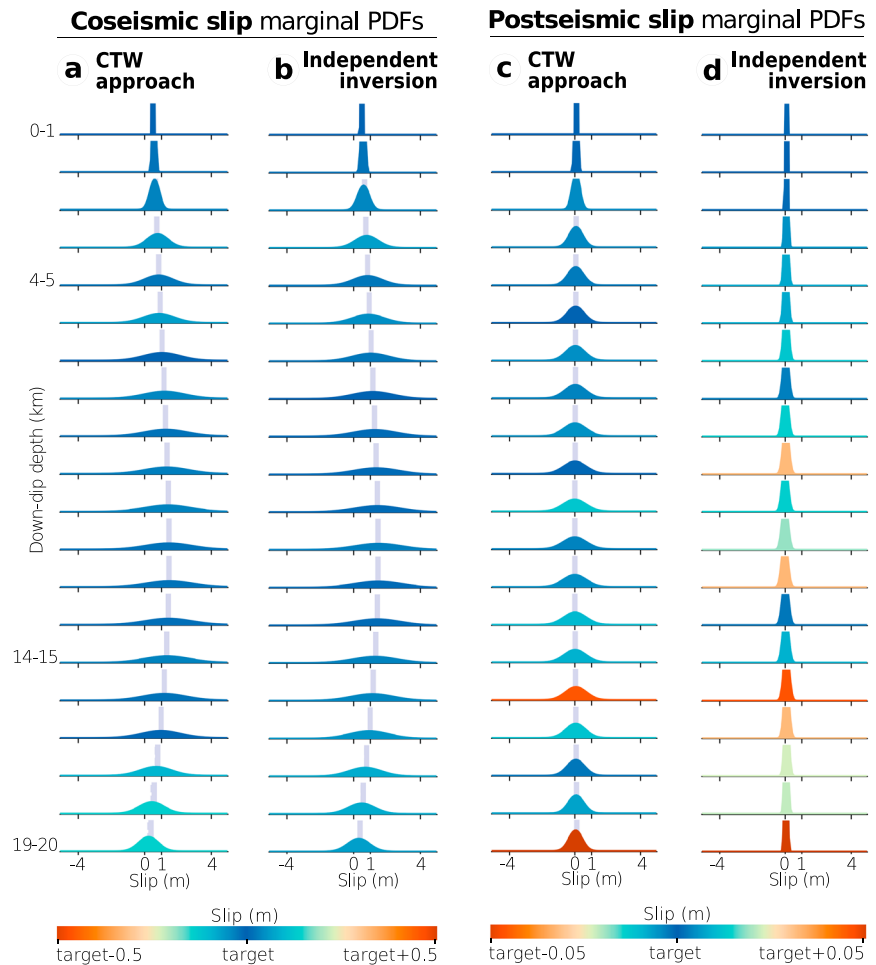 Coseismic slip marginal PDFs
Postseismic slip marginal PDFs
a CTW approach
b Independent inversion
c CTW approach
d Independent inversion
0-1
4-5
14-15
19-20
Down-dip depth (km)
-4 0 1 4
Slip (m)
-4 0 1 4
Slip (m)
-4 0 1 4
Slip (m)
-4 0 1 4
Slip (m)
Slip (m)
target-0.5 target target+0.5
Slip (m)
target-0.05 target target+0.05